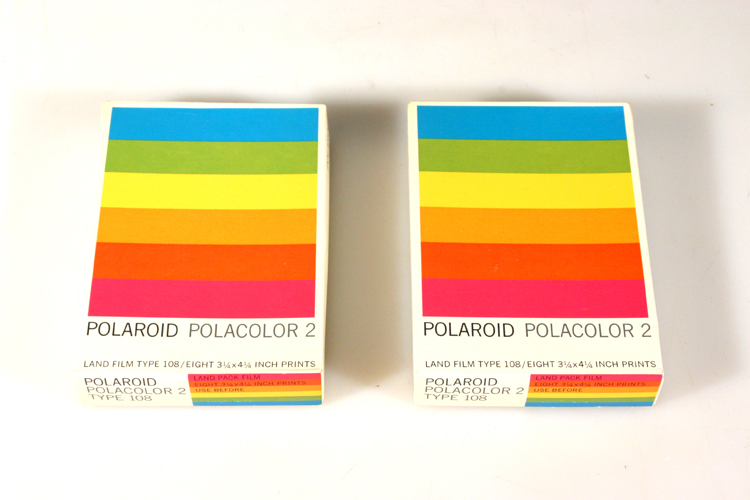 POLAROID POLACOLOR 2
LAND FILM TYPE 108/EIGHT 3¼x4¼ INCH PRINTS
POLAROID
POLACOLOR 2
TYPE 108
LAND PACK FILM
EIGHT 3¼x4¼ INCH PRINTS
USE BEFORE
POLAROID POLACOLOR 2
LAND FILM TYPE 108/EIGHT 3¼x4¼ INCH PRINTS
POLAROID
POLACOLOR 2
TYPE 108
LAND PACK FILM
EIGHT 3¼x4¼ INCH PRINTS
USE BEFORE